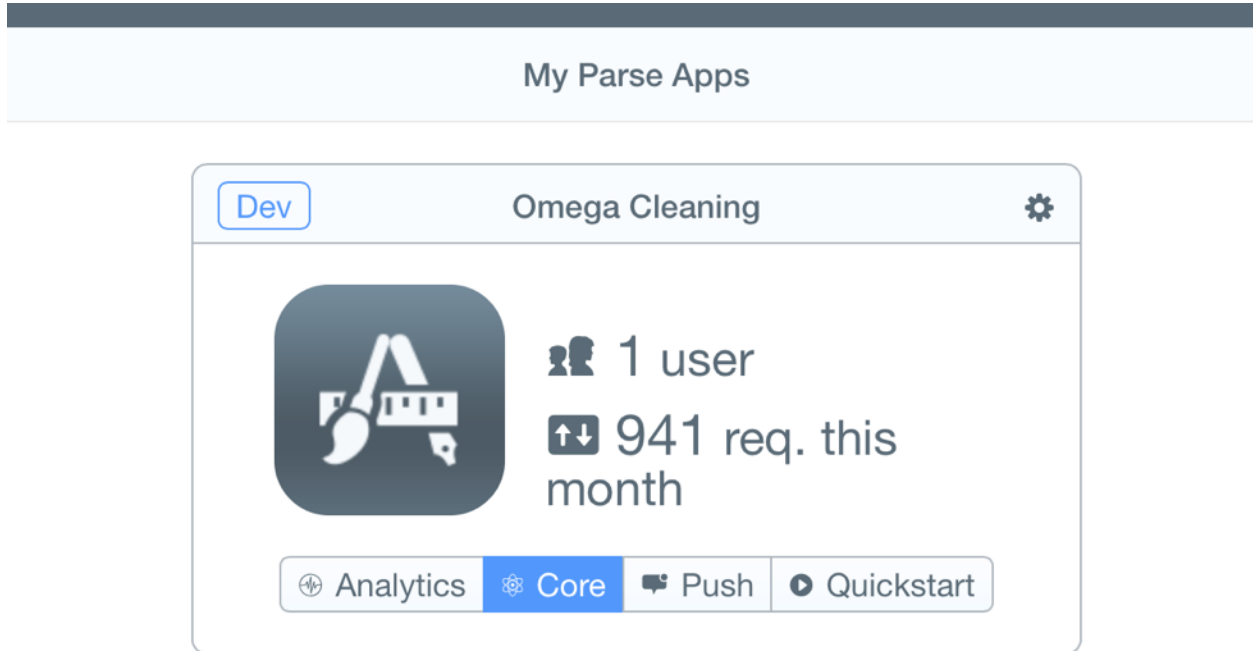 My Parse Apps
Dev
Omega Cleaning
1 user
941 req. this
month
Analytics
Core
Push
Quickstart